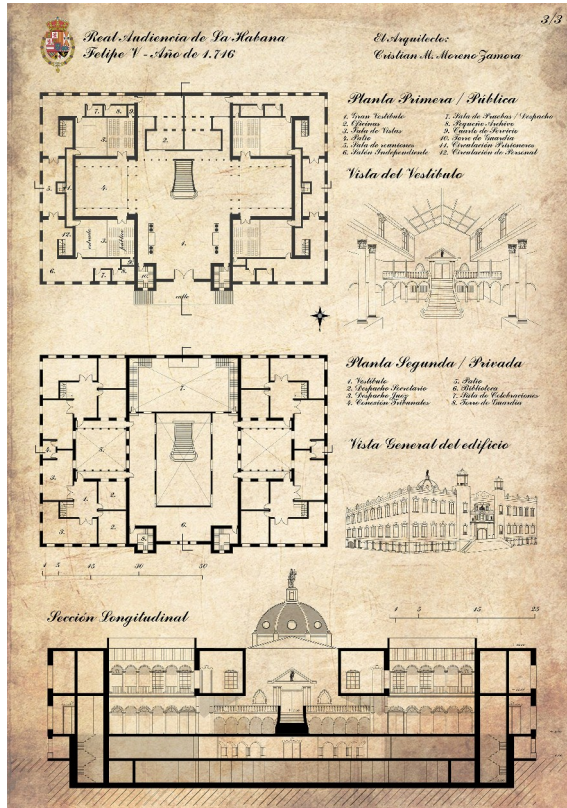 3/3
Real Audiencia de La Habana
Felipe V - Año de 1.716
El Arquitecto:
Cristian M. Moreno Zamora
Planta Primera / Pública
1. Gran Vestíbulo
2. Oficinas
3. Sala de Vistas
4. Patio
5. Sala de reuniones
6. Salón Independiente
7. Sala de Pruebas / Despacho
8. Pequeño Archivo
9. Cuarto de Servicio
10. Torre de Guardia
11. Circulación Prisioneros
12. Circulación de Personal
Vista del Vestíbulo
estrado
público
calle
Planta Segunda / Privada
1. Vestíbulo
2. Despacho Secretario
3. Despacho Juez
4. Conexión Tribunales
5. Patio
6. Biblioteca
7. Sala de Celebraciones
8. Torre de Guardia
Vista General del edificio
1 5 15 30 50
Sección Longitudinal
1 5 15 25